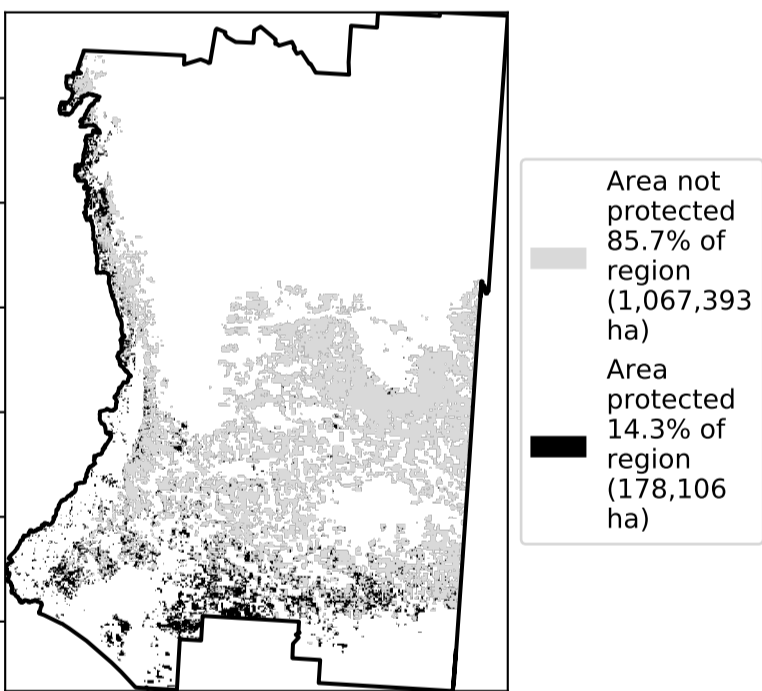 Area not
protected
85.7% of
region
(1,067,393
ha)
Area
protected
14.3% of
region
(178,106
ha)